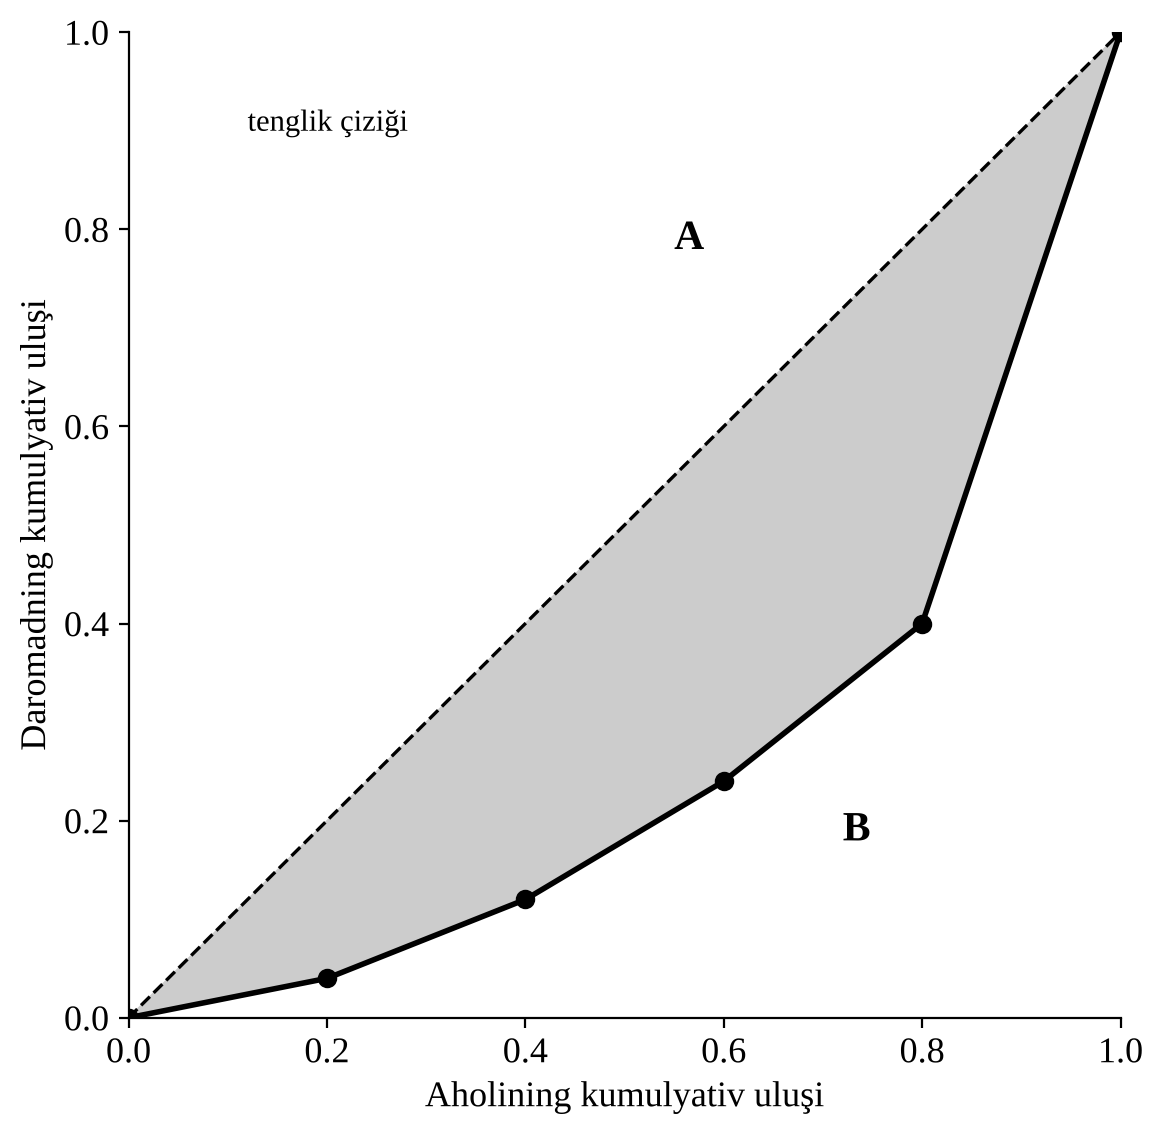 1.0
tenglik çiziği
A
0.8
0.6
Daromadning kumulyativ uluşi
0.4
0.2
B
0.0
0.0 0.2 0.4 0.6 0.8 1.0
Aholining kumulyativ uluşi